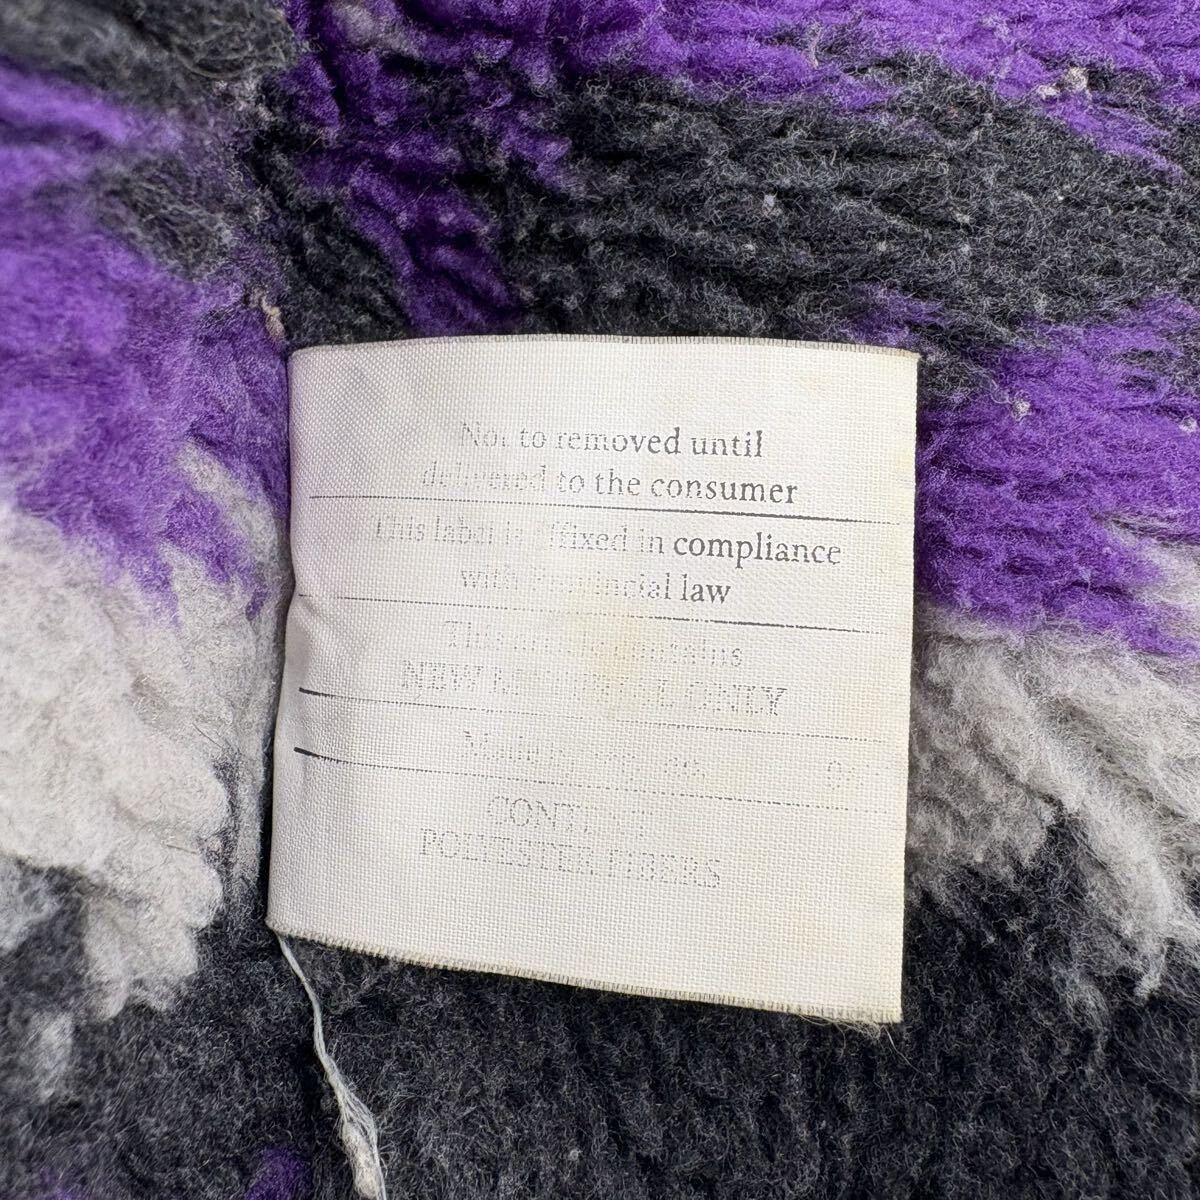 Not to removed until
delivered to the consumer
This label is affixed in compliance
with Provincial law
This article contains
NEW MATERIAL ONLY
CONTENT
POLYESTER FIBERS